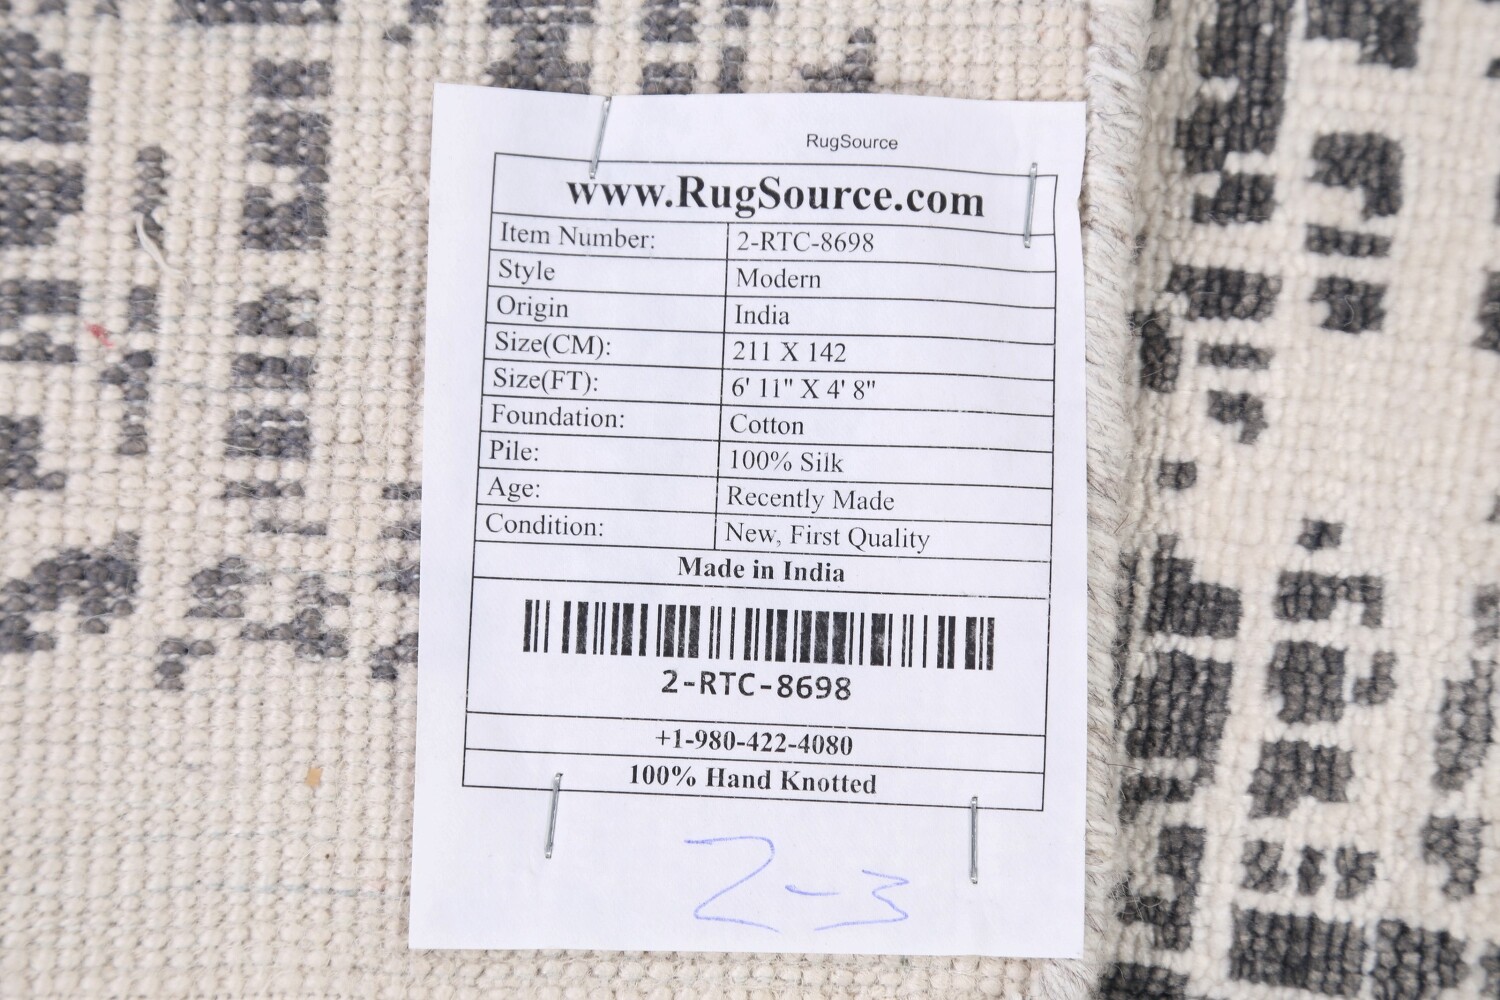 RugSource
www.RugSource.com
Item Number: 2-RTC-8698
Style Modern
Origin India
Size(CM): 211 X 142
Size(FT): 6' 11" X 4' 8"
Foundation: Cotton
Pile: 100% Silk
Age: Recently Made
Condition: New, First Quality
Made in India
2-RTC-8698
+1-980-422-4080
100% Hand Knotted
2-3